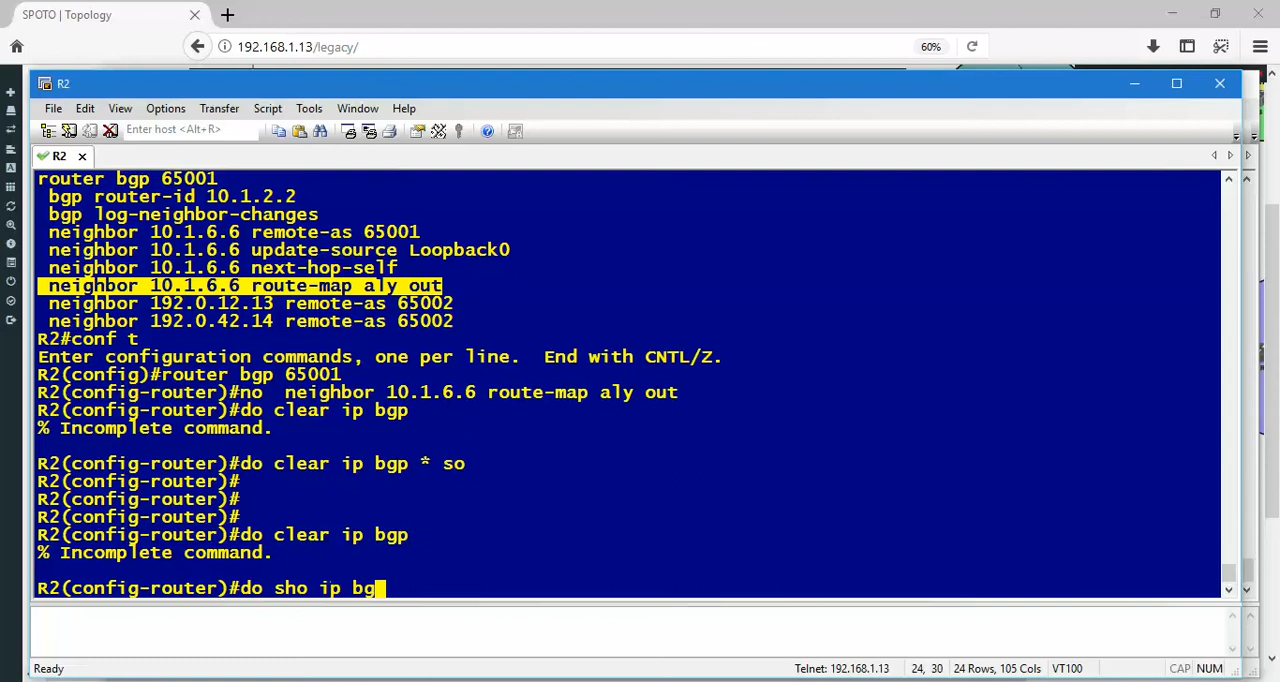 SPOTO | Topology
192.168.1.13/legacy/
60%
R2
File Edit View Options Transfer Script Tools Window Help
Enter host <Alt+R>
R2
router bgp 65001
bgp router-id 10.1.2.2
bgp log-neighbor-changes
neighbor 10.1.6.6 remote-as 65001
neighbor 10.1.6.6 update-source Loopback0
neighbor 10.1.6.6 next-hop-self
neighbor 10.1.6.6 route-map aly out
neighbor 192.0.12.13 remote-as 65002
neighbor 192.0.42.14 remote-as 65002
R2#conf t
Enter configuration commands, one per line.  End with CNTL/Z.
R2(config)#router bgp 65001
R2(config-router)#no  neighbor 10.1.6.6 route-map aly out
R2(config-router)#do clear ip bgp
% Incomplete command.
R2(config-router)#do clear ip bgp * so
R2(config-router)#
R2(config-router)#
R2(config-router)#
R2(config-router)#do clear ip bgp
% Incomplete command.
R2(config-router)#do sho ip bg
Ready
Telnet: 192.168.1.13 24, 30 24 Rows, 105 Cols VT100 CAP NUM